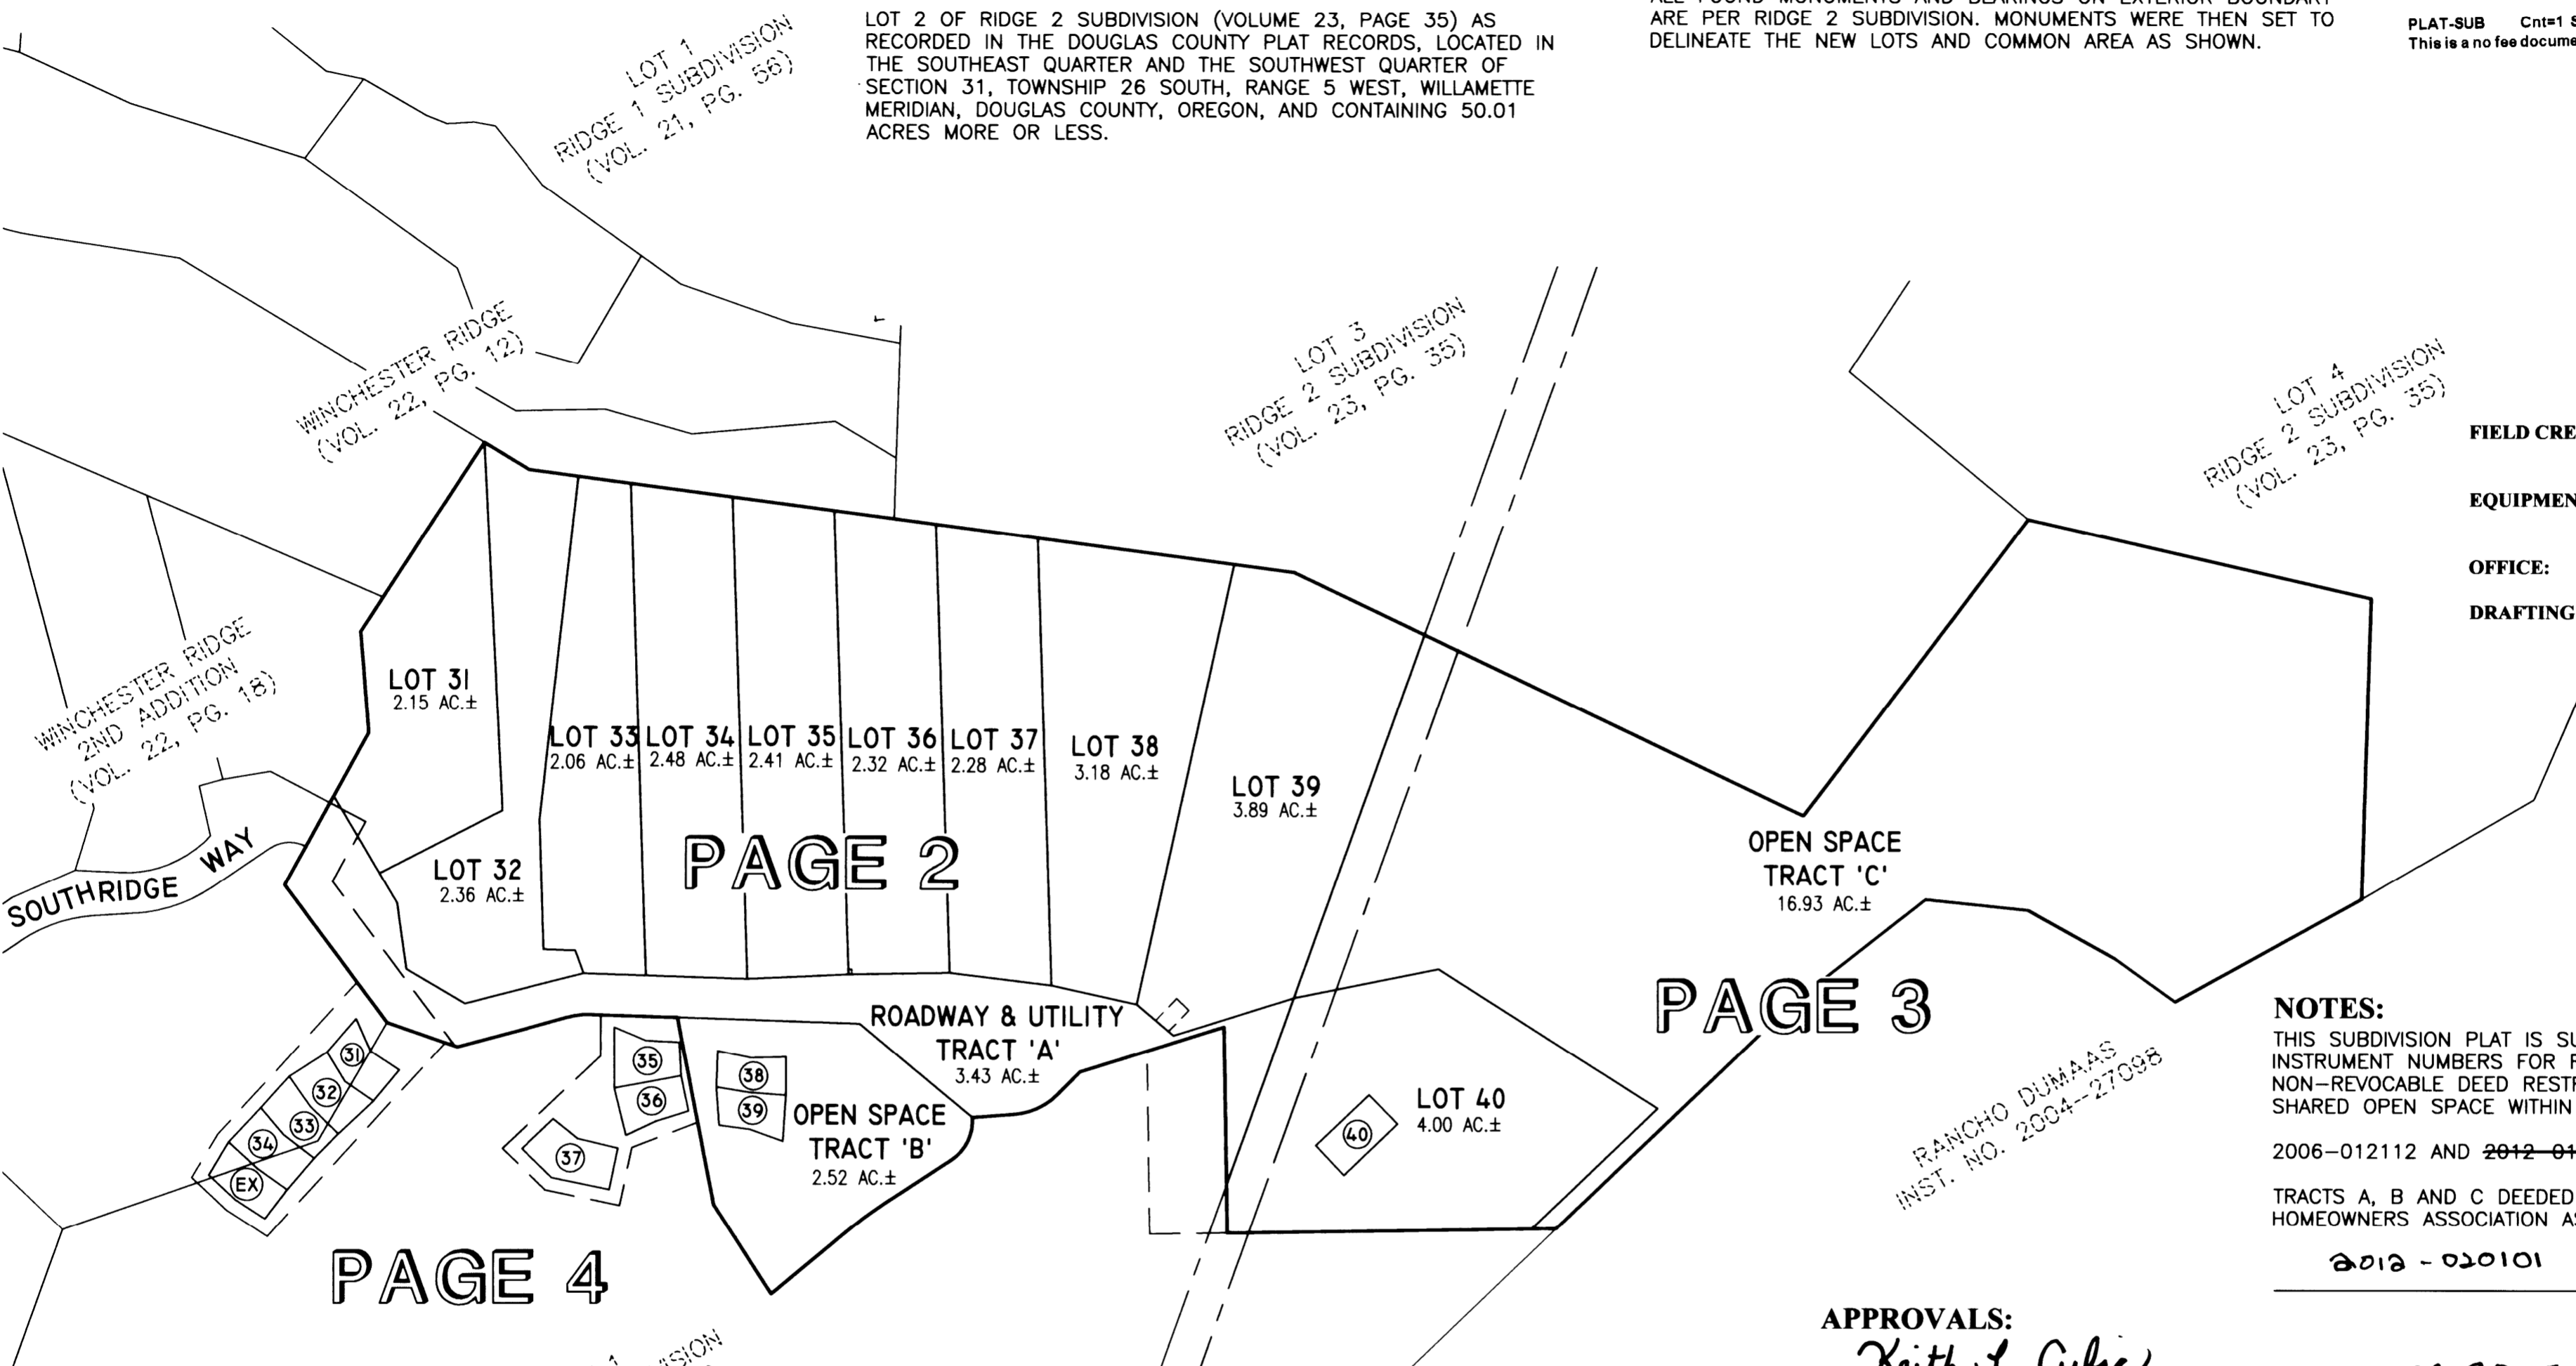 LOT 2 OF RIDGE 2 SUBDIVISION (VOLUME 23, PAGE 35) AS
RECORDED IN THE DOUGLAS COUNTY PLAT RECORDS, LOCATED IN
THE SOUTHEAST QUARTER AND THE SOUTHWEST QUARTER OF
SECTION 31, TOWNSHIP 26 SOUTH, RANGE 5 WEST, WILLAMETTE
MERIDIAN, DOUGLAS COUNTY, OREGON, AND CONTAINING 50.01
ACRES MORE OR LESS.
ALL FOUND MONUMENTS AND BEARINGS ON EXTERIOR BOUNDARY
ARE PER RIDGE 2 SUBDIVISION. MONUMENTS WERE THEN SET TO
DELINEATE THE NEW LOTS AND COMMON AREA AS SHOWN.
PLAT-SUB Cnt=1
This is a no fee
LOT 1
RIDGE 1 SUBDIVISION
(VOL. 21, PG. 56)
WINCHESTER RIDGE
(VOL. 22, PG. 12)
LOT 3
RIDGE 2 SUBDIVISION
(VOL. 23, PG. 35)
LOT 4
RIDGE 2 SUBDIVISION
(VOL. 23, PG. 35)
FIELD
OFFICE:
DRAFTING
WINCHESTER RIDGE
2ND ADDITION
(VOL. 22, PG. 18)
SOUTHRIDGE WAY
LOT 31
2.15 AC.±
LOT 32
2.36 AC.±
LOT 33
2.06 AC.±
LOT 34
2.48 AC.±
LOT 35
2.41 AC.±
LOT 36
2.32 AC.±
LOT 37
2.28 AC.±
LOT 38
3.18 AC.±
LOT 39
3.89 AC.±
PAGE 2
OPEN SPACE
TRACT 'C'
16.93 AC.±
PAGE 3
ROADWAY & UTILITY
TRACT 'A'
3.43 AC.±
OPEN SPACE
TRACT 'B'
2.52 AC.±
LOT 40
4.00 AC.±
40
31
32
33
34
EX
35
36
37
38
39
PAGE 4
RANCHO DUMAAS
INST. NO. 2004-27098
NOTES:
THIS SUBDIVISION PLAT IS
INSTRUMENT NUMBERS FOR
NON-REVOCABLE DEED
SHARED OPEN SPACE WITHIN
2006-012112 AND
TRACTS A, B AND C DEEDED
HOMEOWNERS ASSOCIATION
2012-020101
APPROVALS: